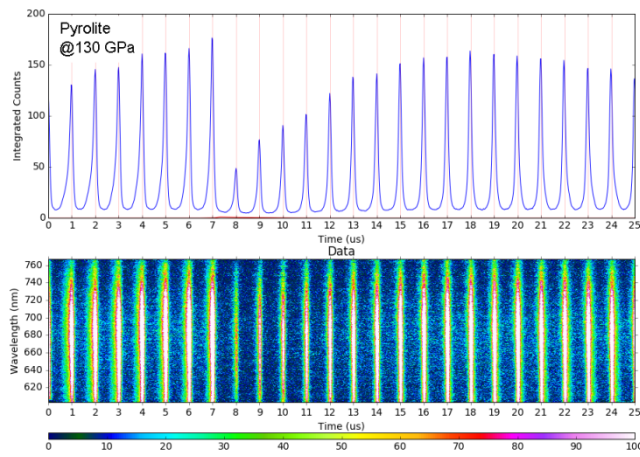 Pyrolite
@130 GPa
Integrated Counts
200
150
100
50
0
0 1 2 3 4 5 6 7 8 9 10 11 12 13 14 15 16 17 18 19 20 21 22 23 24 25
Time (us)
Data
Wavelength (nm)
760
740
720
700
680
660
640
620
0 1 2 3 4 5 6 7 8 9 10 11 12 13 14 15 16 17 18 19 20 21 22 23 24 25
Time (us)
0 10 20 30 40 50 60 70 80 90 100